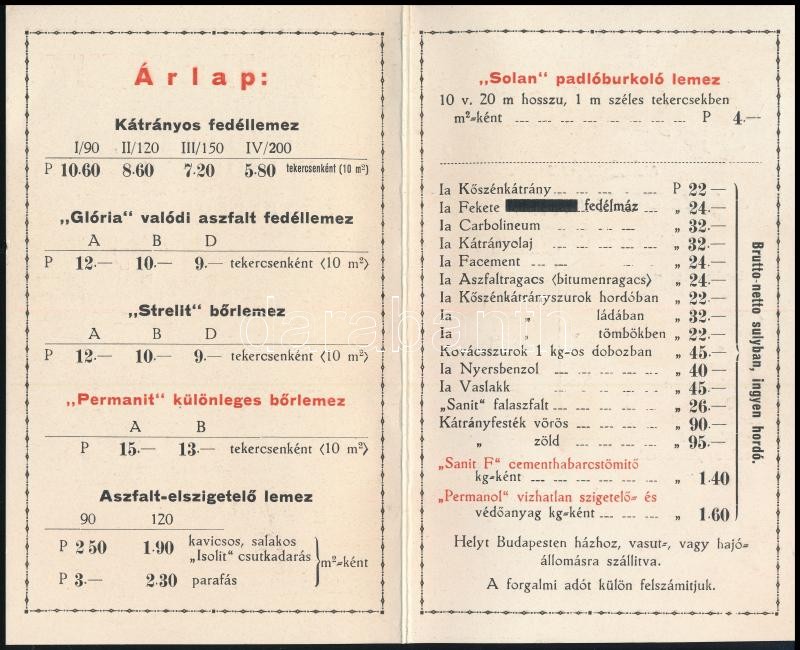 Árlap:
Kátrányos fedéllemez
I/90 II/120 III/150 IV/200
P 10·60 8·60 7·20 5·80 tekercsenként (10 m²)
„Glória“ valódi aszfalt fedéllemez
A B D
P 12·— 10·— 9·— tekercsenként (10 m²)
„Strelit“ bőrlemez
A B D
P 12·— 10·— 9·— tekercsenként (10 m²)
„Permanit“ különleges bőrlemez
A B
P 15·— 13·— tekercsenként (10 m²)
Aszfalt-elszigetelő lemez
90 120
P 2 50 1·90 kavicsos, salakos
„Isolit“ csutkadarás
m²-ként
P 3·— 2·30 parafás
„Solan“ padlóburkoló lemez
10 v. 20 m hosszu, 1 m széles tekercsekben
m²-ként P 4·—
Ia Kőszénkátrány P 22·—
Ia Fekete fedélmáz „ 24·—
Ia Carbolineum „ 32·—
Ia Kátrányolaj „ 32·—
Ia Facement „ 24·—
Ia Aszfaltragacs (bitumenragacs) „ 24·—
Ia Kőszénkátrányszurok hordóban „ 22·—
Ia „ ládában „ 32·—
Ia „ tömbökben „ 22·—
Kovácsszurok 1 kg-os dobozban „ 45·—
Ia Nyersbenzol „ 40·—
Ia Vaslakk „ 45·—
„Sanit“ falaszfalt „ 26·—
Kátrányfesték vörös „ 90·—
„ zöld „ 95·—
„Sanit F“ cementhabarcstömitő
kg-ként „ 1·40
„Permanol“ vizhatlan szigetelő- és
védőanyag kg-ként „ 1·60
Brutto-netto sulyban, ingyen hordó.
Helyt Budapesten házhoz, vasut-, vagy hajó-
állomásra szállitva.
A forgalmi adót külön felszámitjuk.
darabanth